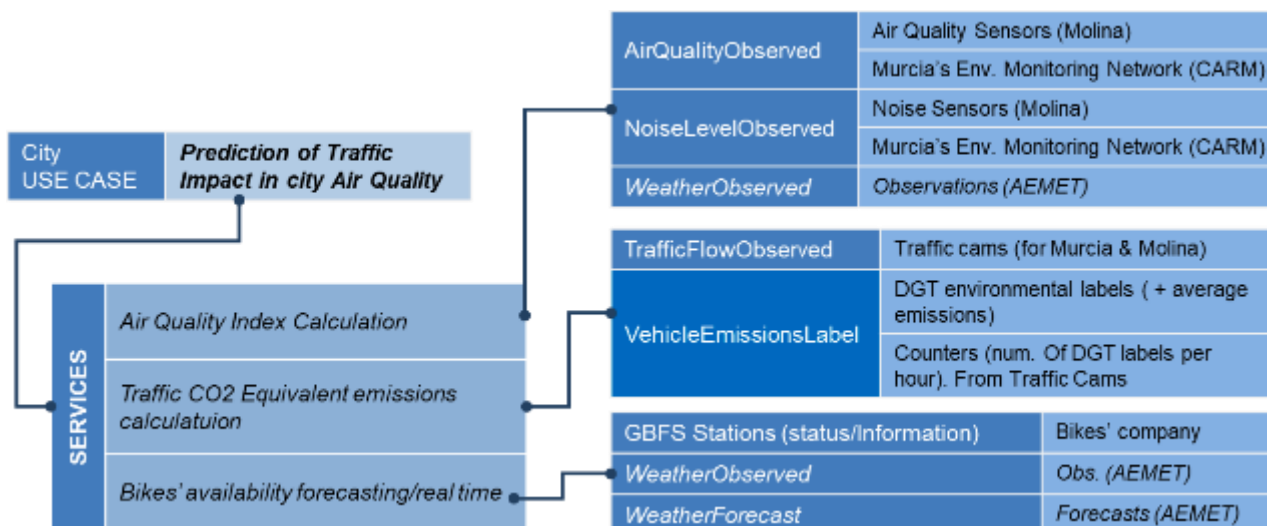 City
USE CASE
Prediction of Traffic
Impact in city Air Quality
SERVICES
Air Quality Index Calculation
Traffic CO2 Equivalent emissions
calculatuion
Bikes' availability forecasting/real time
AirQualityObserved
Air Quality Sensors (Molina)
Murcia's Env. Monitoring Network (CARM)
NoiseLevelObserved
Noise Sensors (Molina)
Murcia's Env. Monitoring Network (CARM)
WeatherObserved
Observations (AEMET)
TrafficFlowObserved
Traffic cams (for Murcia & Molina)
VehicleEmissionsLabel
DGT environmental labels ( + average
emissions)
Counters (num. Of DGT labels per
hour). From Traffic Cams
GBFS Stations (status/Information)
Bikes' company
WeatherObserved
Obs. (AEMET)
WeatherForecast
Forecasts (AEMET)